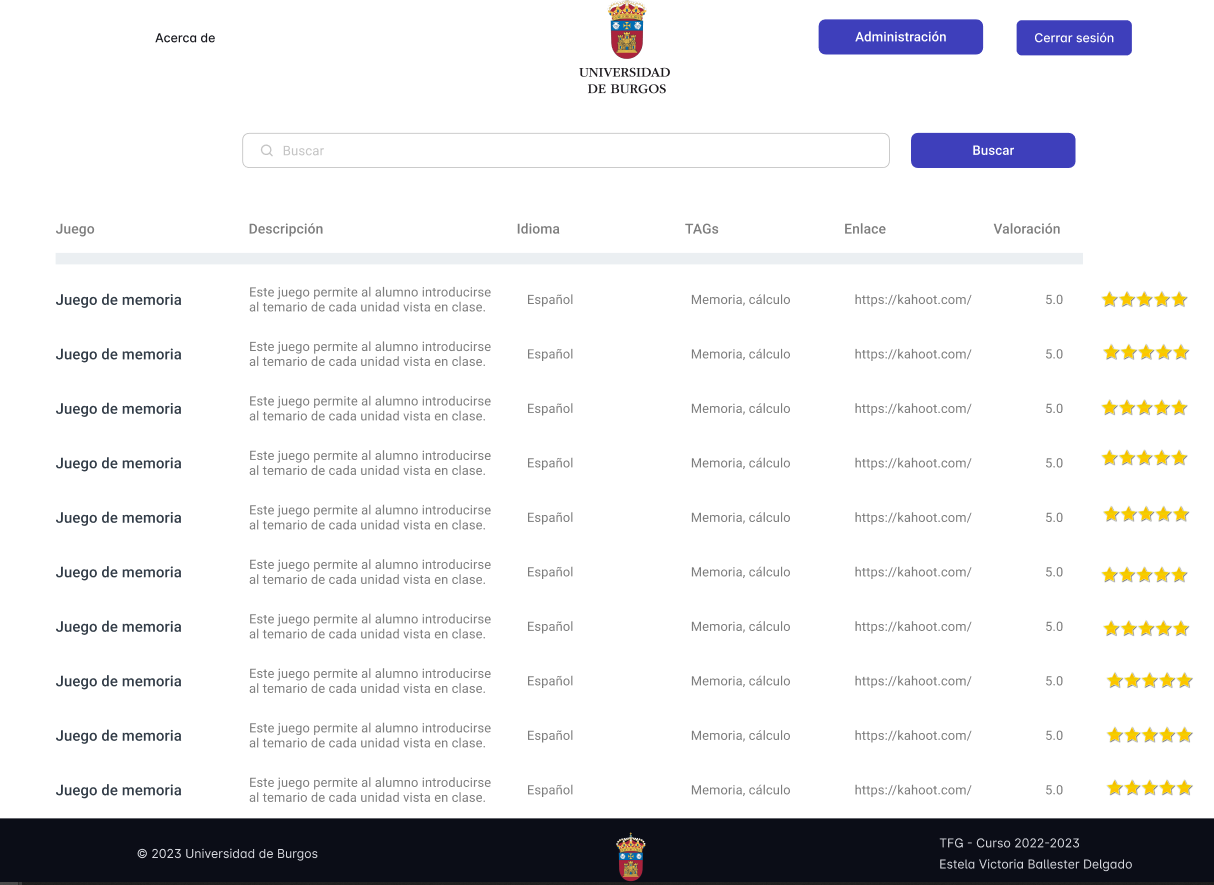 Acerca de
UNIVERSIDAD
DE BURGOS
Administración
Cerrar sesión
Buscar
Buscar
Juego Descripción Idioma TAGs Enlace Valoración
Juego de memoria Este juego permite al alumno introducirse Español Memoria, cálculo https://kahoot.com/ 5.0
al temario de cada unidad vista en clase.
Juego de memoria Este juego permite al alumno introducirse Español Memoria, cálculo https://kahoot.com/ 5.0
al temario de cada unidad vista en clase.
Juego de memoria Este juego permite al alumno introducirse Español Memoria, cálculo https://kahoot.com/ 5.0
al temario de cada unidad vista en clase.
Juego de memoria Este juego permite al alumno introducirse Español Memoria, cálculo https://kahoot.com/ 5.0
al temario de cada unidad vista en clase.
Juego de memoria Este juego permite al alumno introducirse Español Memoria, cálculo https://kahoot.com/ 5.0
al temario de cada unidad vista en clase.
Juego de memoria Este juego permite al alumno introducirse Español Memoria, cálculo https://kahoot.com/ 5.0
al temario de cada unidad vista en clase.
Juego de memoria Este juego permite al alumno introducirse Español Memoria, cálculo https://kahoot.com/ 5.0
al temario de cada unidad vista en clase.
Juego de memoria Este juego permite al alumno introducirse Español Memoria, cálculo https://kahoot.com/ 5.0
al temario de cada unidad vista en clase.
Juego de memoria Este juego permite al alumno introducirse Español Memoria, cálculo https://kahoot.com/ 5.0
al temario de cada unidad vista en clase.
Juego de memoria Este juego permite al alumno introducirse Español Memoria, cálculo https://kahoot.com/ 5.0
al temario de cada unidad vista en clase.
© 2023 Universidad de Burgos
TFG - Curso 2022-2023
Estela Victoria Ballester Delgado